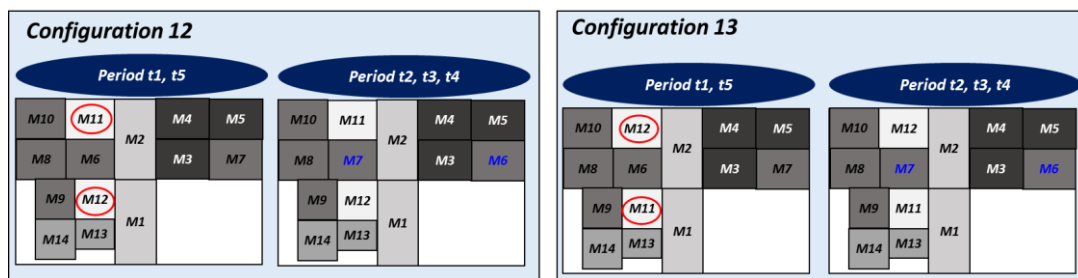 Configuration 12
Period t1, t5
M10 M11 M2 M4 M5
M8 M6 M3 M7
M9 M12 M1
M14 M13
Period t2, t3, t4
M10 M11 M2 M4 M5
M8 M7 M3 M6
M9 M12 M1
M14 M13
Configuration 13
Period t1, t5
M10 M12 M2 M4 M5
M8 M6 M3 M7
M9 M11 M1
M14 M13
Period t2, t3, t4
M10 M12 M2 M4 M5
M8 M7 M3 M6
M9 M11 M1
M14 M13